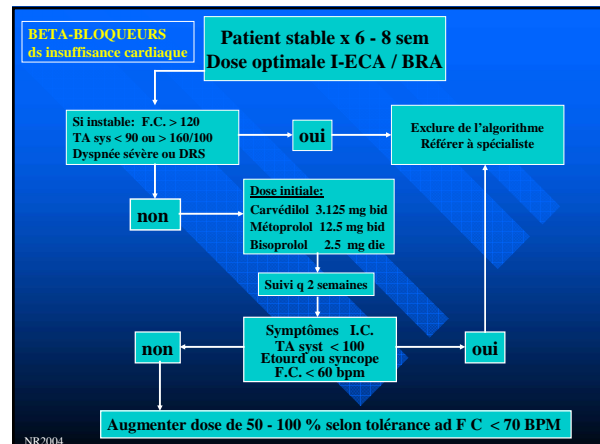 BETA-BLOQUEURS
ds insuffisance cardiaque
Patient stable x 6 - 8 sem
Dose optimale I-ECA / BRA
Si instable: F.C. > 120
TA sys < 90 ou > 160/100
Dyspnée sévère ou DRS
oui
Exclure de l'algorithme
Référer à spécialiste
non
Dose initiale:
Carvédilol 3.125 mg bid
Métoprolol 12.5 mg bid
Bisoprolol 2.5 mg die
Suivi q 2 semaines
Symptômes I.C.
TA syst < 100
Etourd ou syncope
F.C. < 60 bpm
non
oui
Augmenter dose de 50 - 100 % selon tolérance ad F C < 70 BPM
NR2004